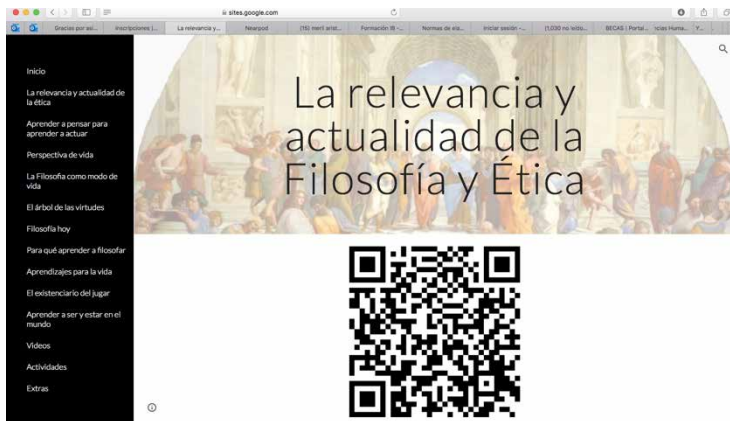 sites.google.com
Gracias por asi...
Inscripciones |...
La relevancia y...
Nearpod
Formación IB -...
Normas de ela...
Iniciar sesión -...
BECAS | Portal...
Inicio
La relevancia y actualidad de
la ética
Aprender a pensar para
aprender a actuar
Perspectiva de vida
La Filosofía como modo de
vida
El árbol de las virtudes
Filosofía hoy
Para qué aprender a filosofar
Aprendizajes para la vida
El existenciario del jugar
Aprender a ser y estar en el
mundo
Videos
Actividades
Extras
La relevancia y
actualidad de la
Filosofía y Ética